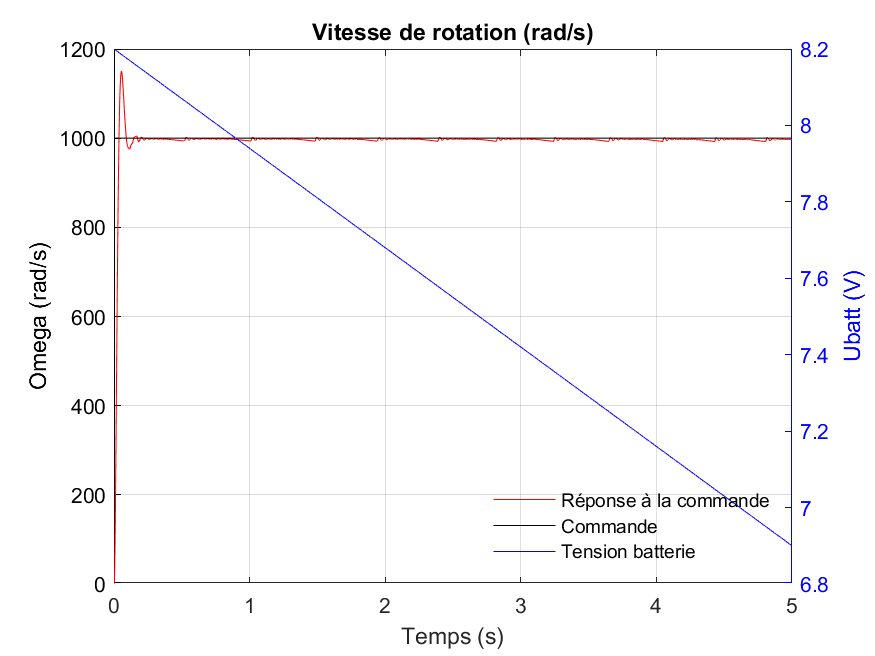 Vitesse de rotation (rad/s)
1200
1000
800
600
400
200
0
Omega (rad/s)
8.2
8
7.8
7.6
7.4
7.2
7
6.8
Ubatt (V)
Réponse à la commande
Commande
Tension batterie
0 1 2 3 4 5
Temps (s)